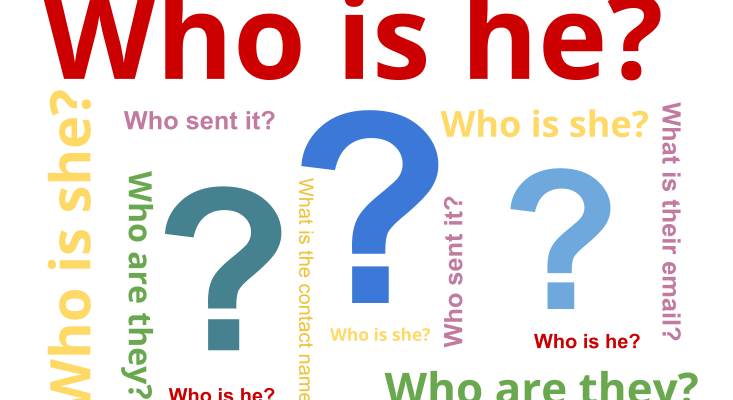 Who is he?
Who is she?
Who sent it?
Who is she?
What is their email?
Who are they?
?
?
?
What is the contact name
Who sent it?
Who is she?
Who is he?
Who are they?
Who is he?